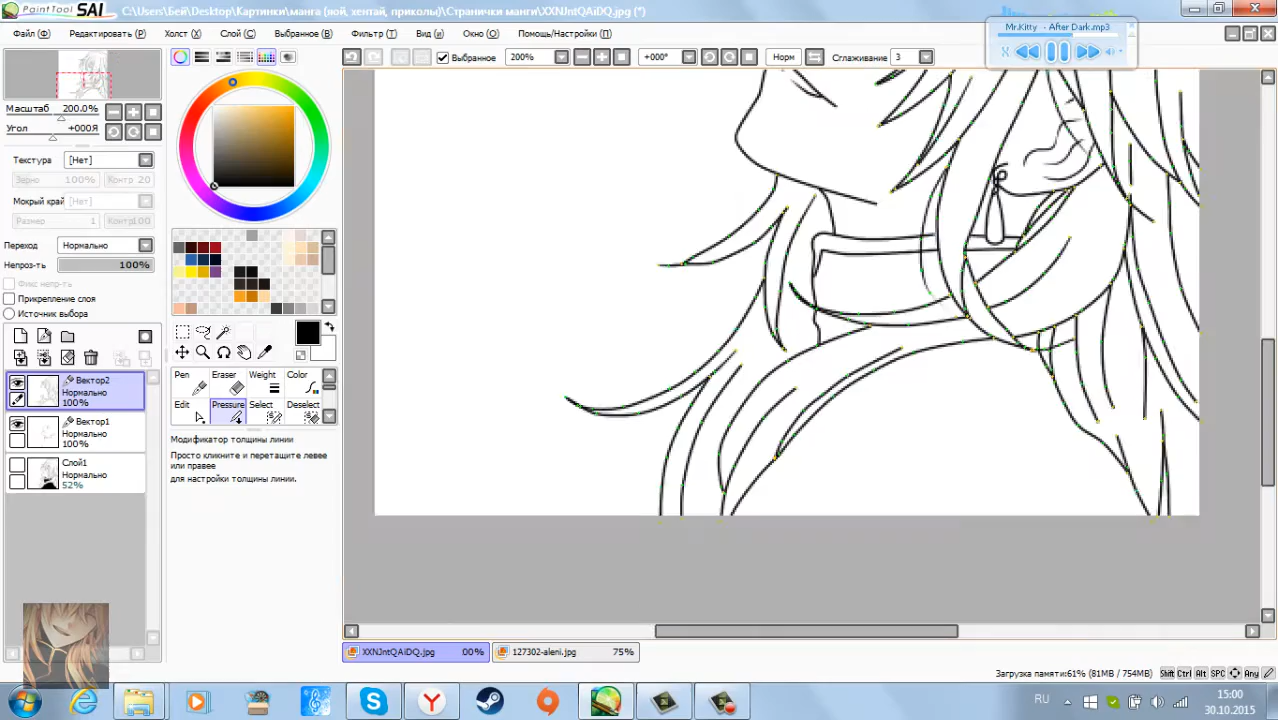 PaintTool SAI C:\Users\Бей\Desktop\Картинки\манга (ной, хентай, приколы)\Странички манги\XXNJntQAiDQ.jpg (*)
Mr.Kitty - After Dark.mp3
Файл (F) Редактировать (P) Холст (X) Слой (C) Выбранное (B) Фильтр (T) Вид (и) Окно (O) Помощь/Настройки (П)
Выбранное 200% +000° Норм Сглаживание 3
Масштаб 200.0%
Угол +000Я
Текстура [Нет]
Зерно 100% Контр 20
Мокрый край [Нет]
Размер 1 Контр100
Переход Нормально
Непроз-ть 100%
Фикс непр-ть
Прикрепление слоя
Источник выбора
Вектор2
Нормально
100%
Вектор1
Нормально
100%
Слой1
Нормально
52%
Pen Eraser Weight Color
Edit Pressure Select Deselect
Модификатор толщины линии
Просто кликните и перетащите левее
или правее
для настройки толщины линии.
XXNJntQAiDQ.jpg 00% 127302-aleni.jpg 75%
Загрузка памяти:61% (81MB / 754MB) Shift Ctrl Alt SPC Any
RU 15:00
30.10.2015